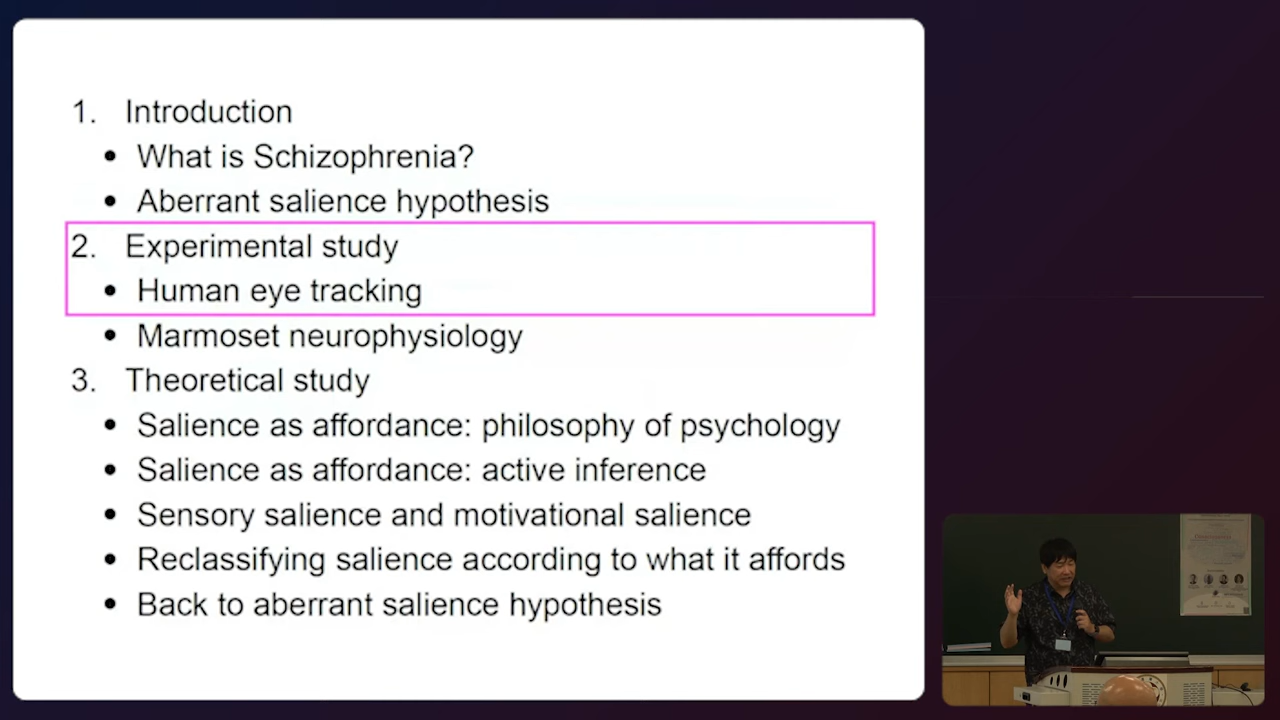 1. Introduction
• What is Schizophrenia?
• Aberrant salience hypothesis
2. Experimental study
• Human eye tracking
• Marmoset neurophysiology
3. Theoretical study
• Salience as affordance: philosophy of psychology
• Salience as affordance: active inference
• Sensory salience and motivational salience
• Reclassifying salience according to what it affords
• Back to aberrant salience hypothesis